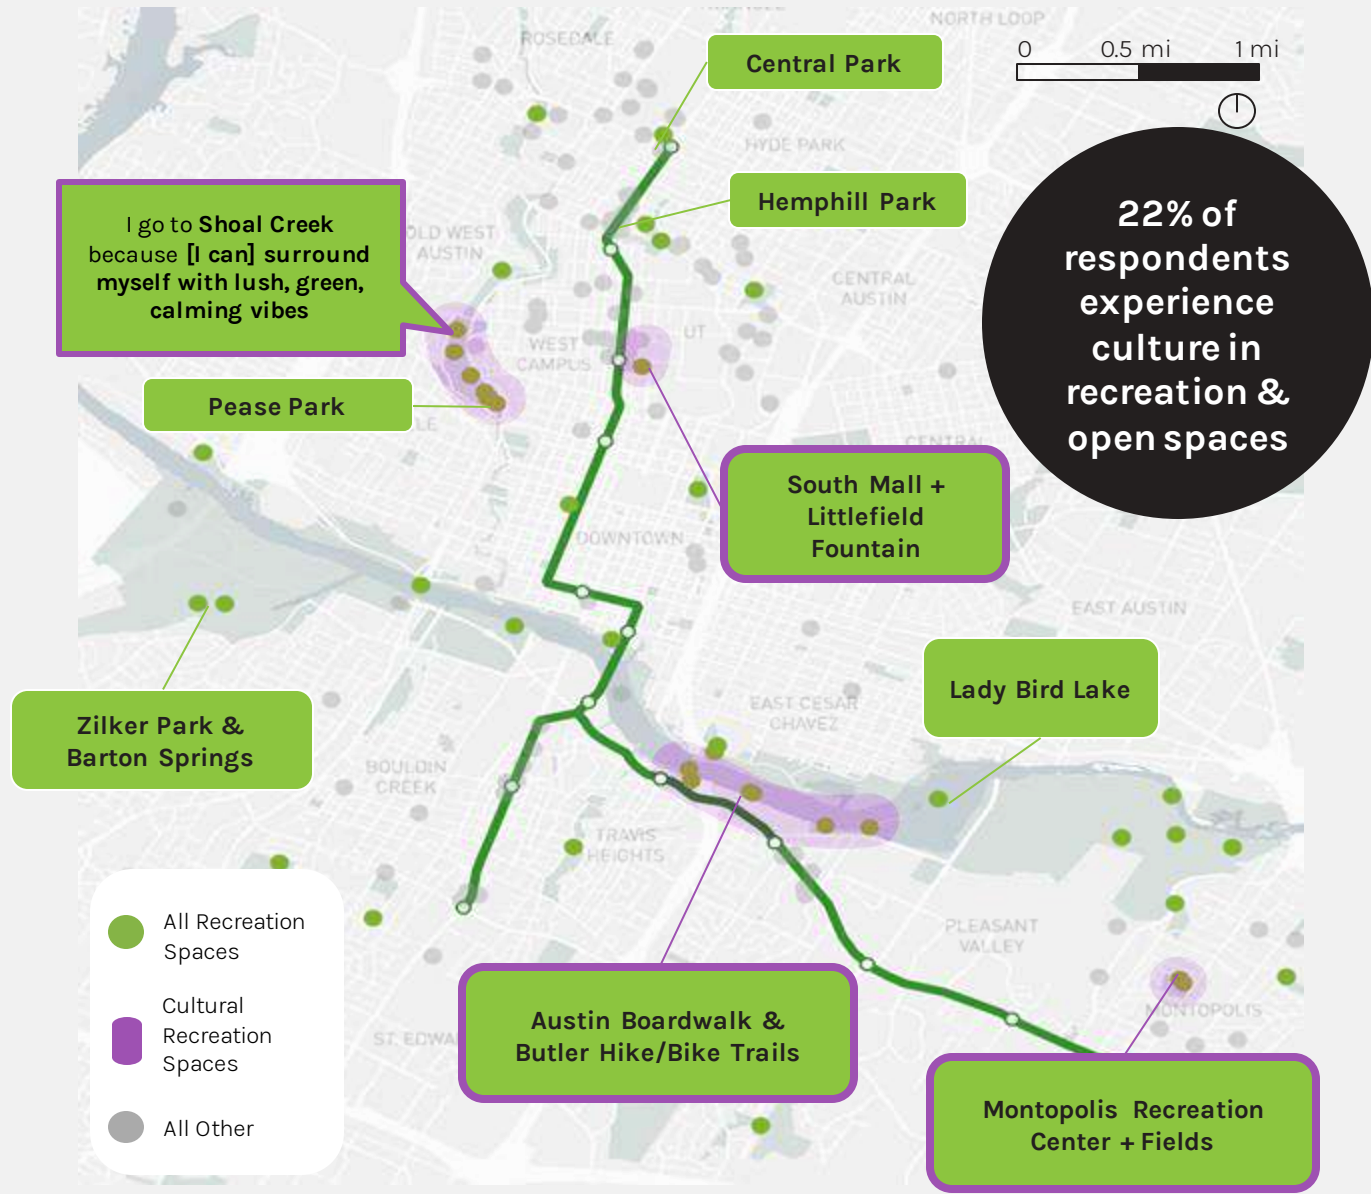 ROSEDALE
NORTH LOOP
0 0.5 mi 1 mi
Central Park
HYDE PARK
Hemphill Park
I go to Shoal Creek
because [I can] surround
myself with lush, green,
calming vibes
OLD WEST
AUSTIN
CENTRAL
AUSTIN
22% of
respondents
experience
culture in
recreation &
open spaces
UT
WEST
CAMPUS
Pease Park
CENTRAL
South Mall +
Littlefield
Fountain
DOWNTOWN
EAST AUSTIN
Lady Bird Lake
EAST CESAR
CHAVEZ
Zilker Park &
Barton Springs
BOULDIN
CREEK
TRAVIS
HEIGHTS
All Recreation
Spaces
Cultural
Recreation
Spaces
All Other
PLEASANT
VALLEY
MONTOPOLIS
ST. EDWA
Austin Boardwalk &
Butler Hike/Bike Trails
Montopolis Recreation
Center + Fields